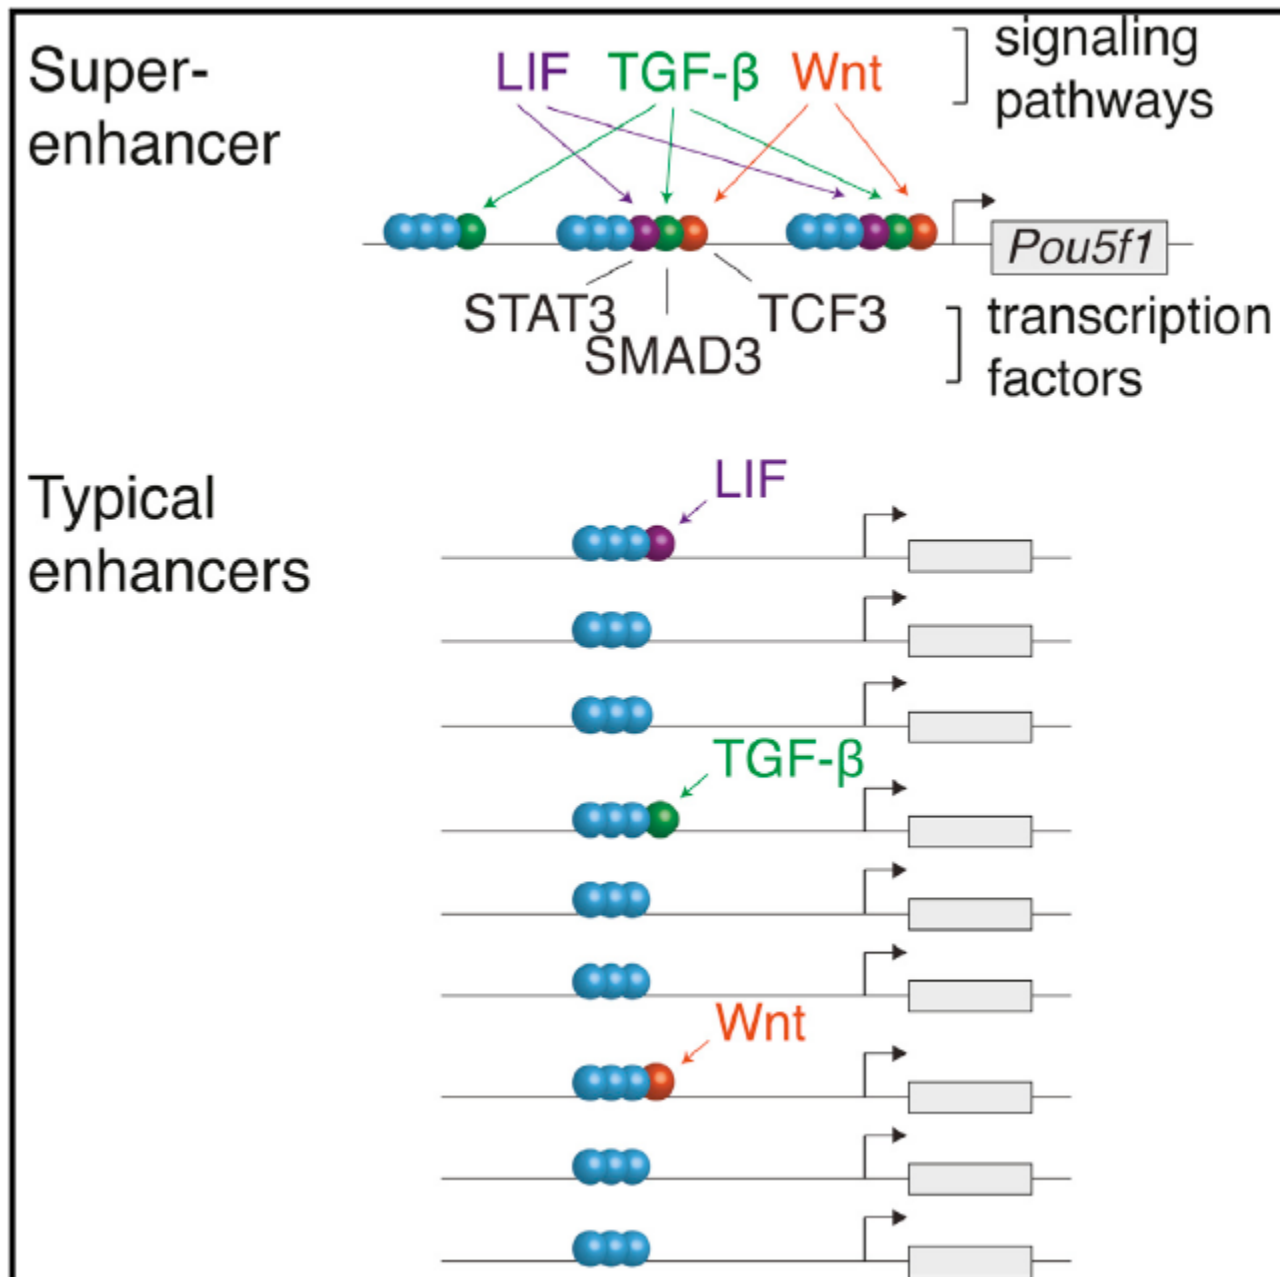 Super-
enhancer
LIF TGF-β Wnt
signaling
pathways
Pou5f1
STAT3
SMAD3
TCF3
transcription
factors
Typical
enhancers
LIF
TGF-β
Wnt